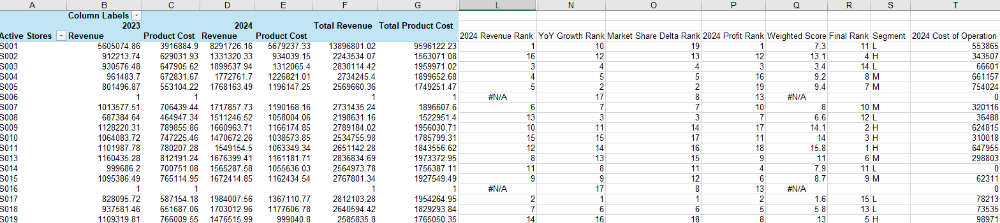 A B C D E F G L N O P Q R S T
Column Labels
2023 2024 Total Revenue Total Product Cost
Active Stores Revenue Product Cost Revenue Product Cost 2024 Revenue Rank YoY Growth Rank Market Share Delta Rank 2024 Profit Rank Weighted Score Final Rank Segment 2024 Cost of Operation
S001 5605074.86 3916884.9 8291726.16 5679237.33 13896801.02 9596122.23 1 10 19 1 7.3 11 L 553865
S002 912213.74 629031.93 1331320.33 934039.15 2243534.07 1563071.08 16 12 13 12 13.1 4 H 343507
S003 930576.48 647905.62 1899537.94 1312065.4 2830114.42 1959971.02 3 4 4 3 3.4 14 L 66601
S004 961483.7 672831.67 1772761.7 1226821.01 2734245.4 1899652.68 4 5 5 16 9.2 8 M 661157
S005 801496.87 553104.22 1768163.49 1196147.25 2569660.36 1749251.47 5 2 2 19 9.4 7 M 754024
S006 1 1 1 1 #N/A 17 8 13 #N/A 0
S007 1013577.51 706439.44 1717857.73 1190168.16 2731435.24 1896607.6 6 7 7 10 8 10 M 320116
S008 687384.64 464947.34 1511246.52 1058004.06 2198631.16 1522951.4 13 3 3 7 6.6 12 L 36488
S009 1128220.31 789855.86 1660963.71 1166174.85 2789184.02 1956030.71 10 11 14 17 14.1 2 H 624815
S010 1064083.72 747225.46 1470672.26 1038573.85 2534755.98 1785799.31 15 15 17 11 14 3 H 310018
S011 1101987.78 780207.28 1549154.5 1063349.34 2651142.28 1843556.62 12 14 16 18 15.8 1 H 647955
S013 1160435.28 812191.24 1676399.41 1161181.71 2836834.69 1973372.95 8 13 15 9 11 6 M 298803
S014 999686.2 700751.08 1565287.58 1055636.03 2564973.78 1756387.11 11 8 11 4 7.9 11 L 0
S015 1095386.49 765114.95 1672414.85 1162434.54 2767801.34 1927549.49 9 9 12 6 8.7 9 M 62311
S016 1 1 1 1 #N/A 17 8 13 #N/A 0
S017 828095.72 587154.18 1984007.56 1367110.77 2812103.28 1954264.95 2 1 1 2 1.6 15 L 78213
S018 937581.46 651687.06 1703012.96 1177606.78 2640594.42 1829293.84 7 6 6 5 5.8 13 L 73535
S019 1109319.81 766009.55 1476515.99 999040.8 2585835.8 1765050.35 14 16 18 8 13 5 H 98971